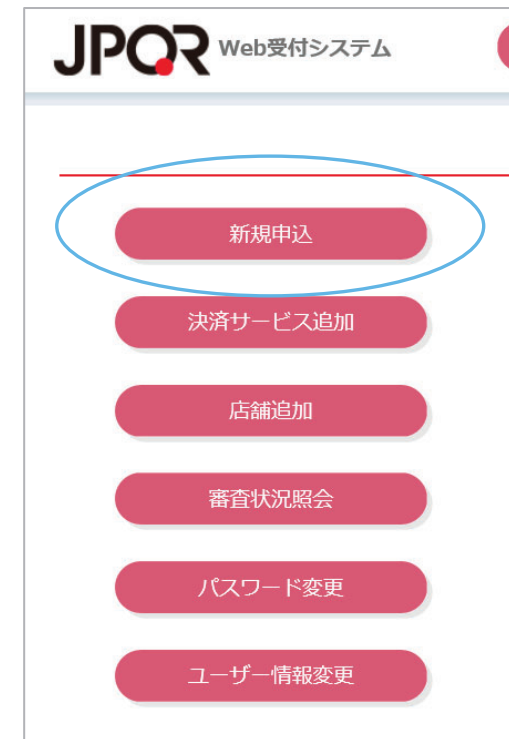 JPQR Web受付システム
新規申込
決済サービス追加
店舗追加
審査状況照会
パスワード変更
ユーザー情報変更